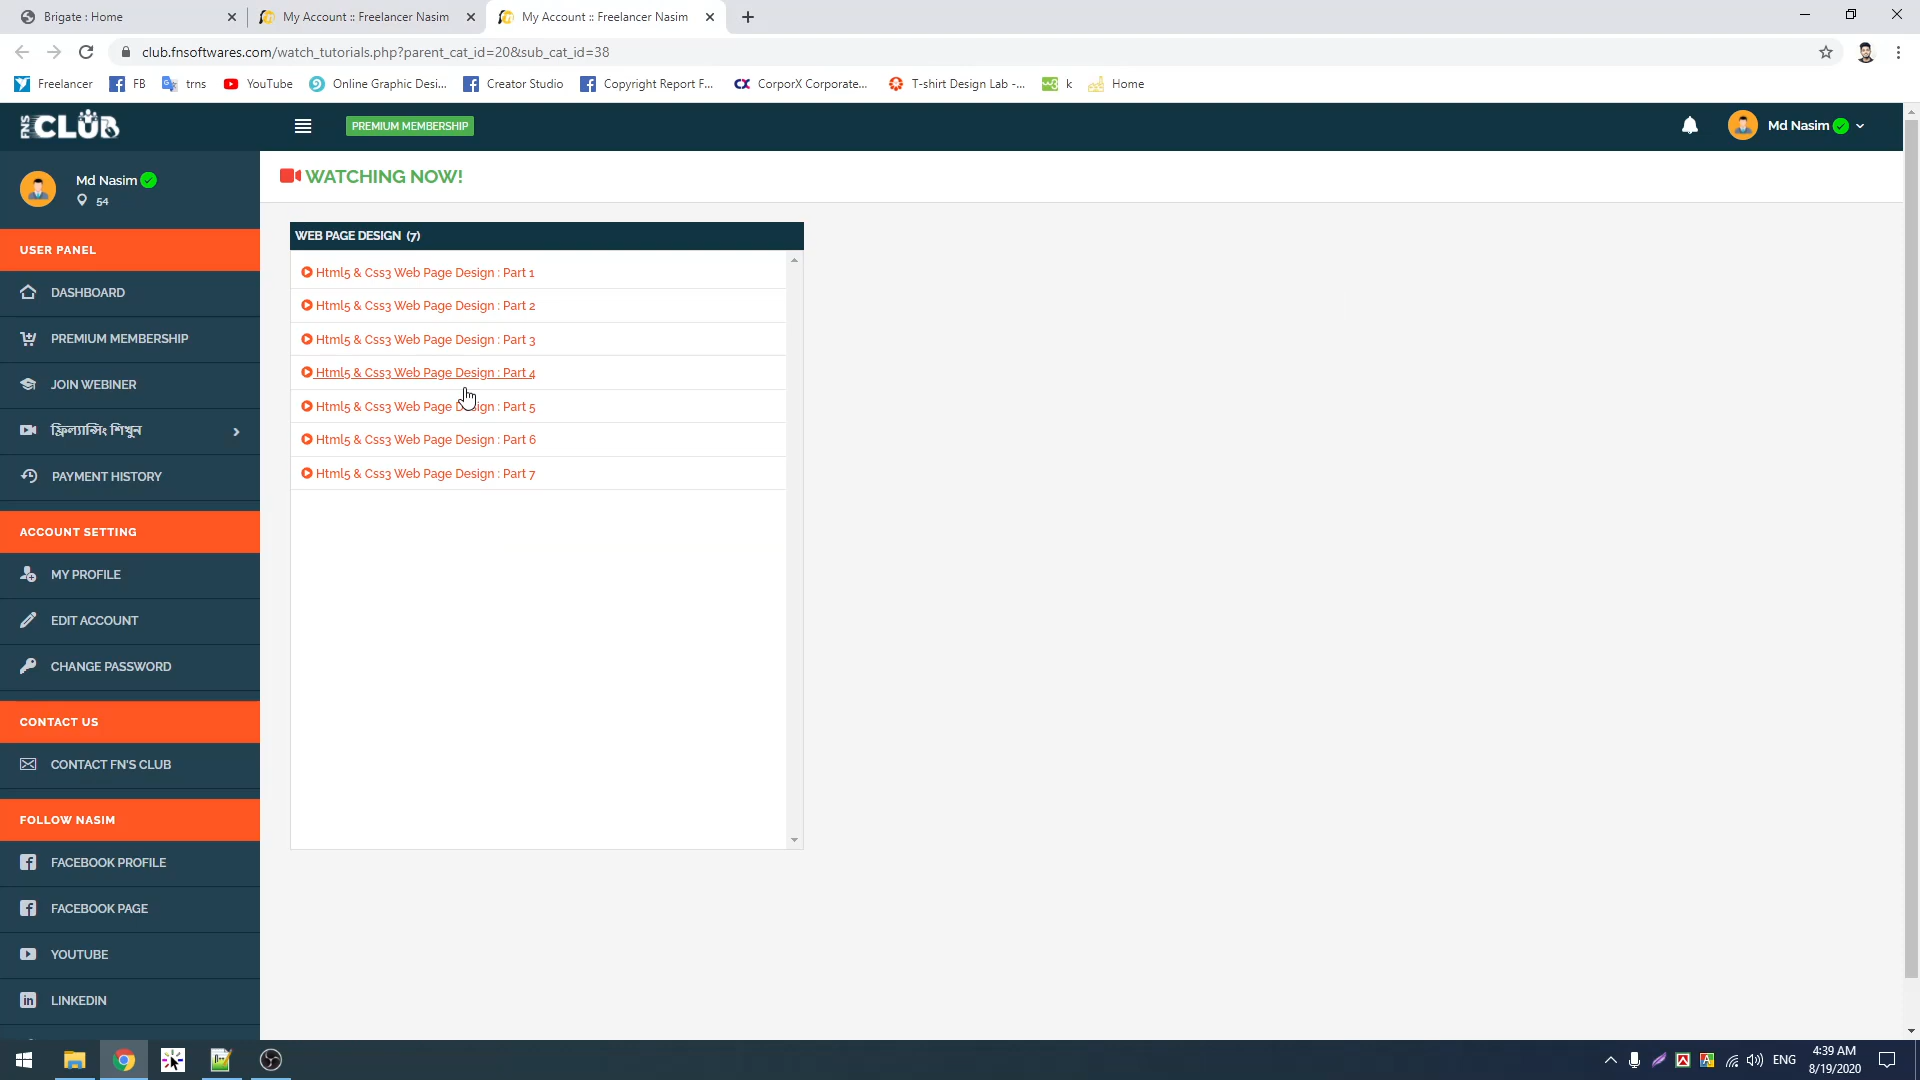 Brigate : Home
My Account :: Freelancer Nasim
My Account :: Freelancer Nasim
club.fnsoftwares.com/watch_tutorials.php?parent_cat_id=20&sub_cat_id=38
Freelancer
FB
trns
YouTube
Online Graphic Desi...
Creator Studio
Copyright Report F...
CX CorporX Corporate...
T-shirt Design Lab -...
k
Home
FNS CLUB
PREMIUM MEMBERSHIP
Md Nasim
Md Nasim
54
WATCHING NOW!
USER PANEL
DASHBOARD
PREMIUM MEMBERSHIP
JOIN WEBINER
ফ্রিল্যান্সিং শিখুন
PAYMENT HISTORY
ACCOUNT SETTING
MY PROFILE
EDIT ACCOUNT
CHANGE PASSWORD
CONTACT US
CONTACT FN'S CLUB
FOLLOW NASIM
FACEBOOK PROFILE
FACEBOOK PAGE
YOUTUBE
LINKEDIN
WEB PAGE DESIGN (7)
Html5 & Css3 Web Page Design : Part 1
Html5 & Css3 Web Page Design : Part 2
Html5 & Css3 Web Page Design : Part 3
Html5 & Css3 Web Page Design : Part 4
Html5 & Css3 Web Page Design : Part 5
Html5 & Css3 Web Page Design : Part 6
Html5 & Css3 Web Page Design : Part 7
ENG
4:39 AM
8/19/2020